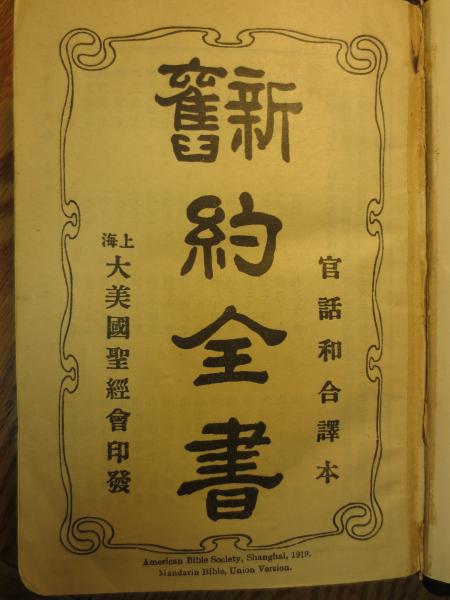 官話和合譯本
新舊約全書
上海
大美國聖經會印發
American Bible Society, Shanghai, 1919.
Mandarin Bible, Union Version.